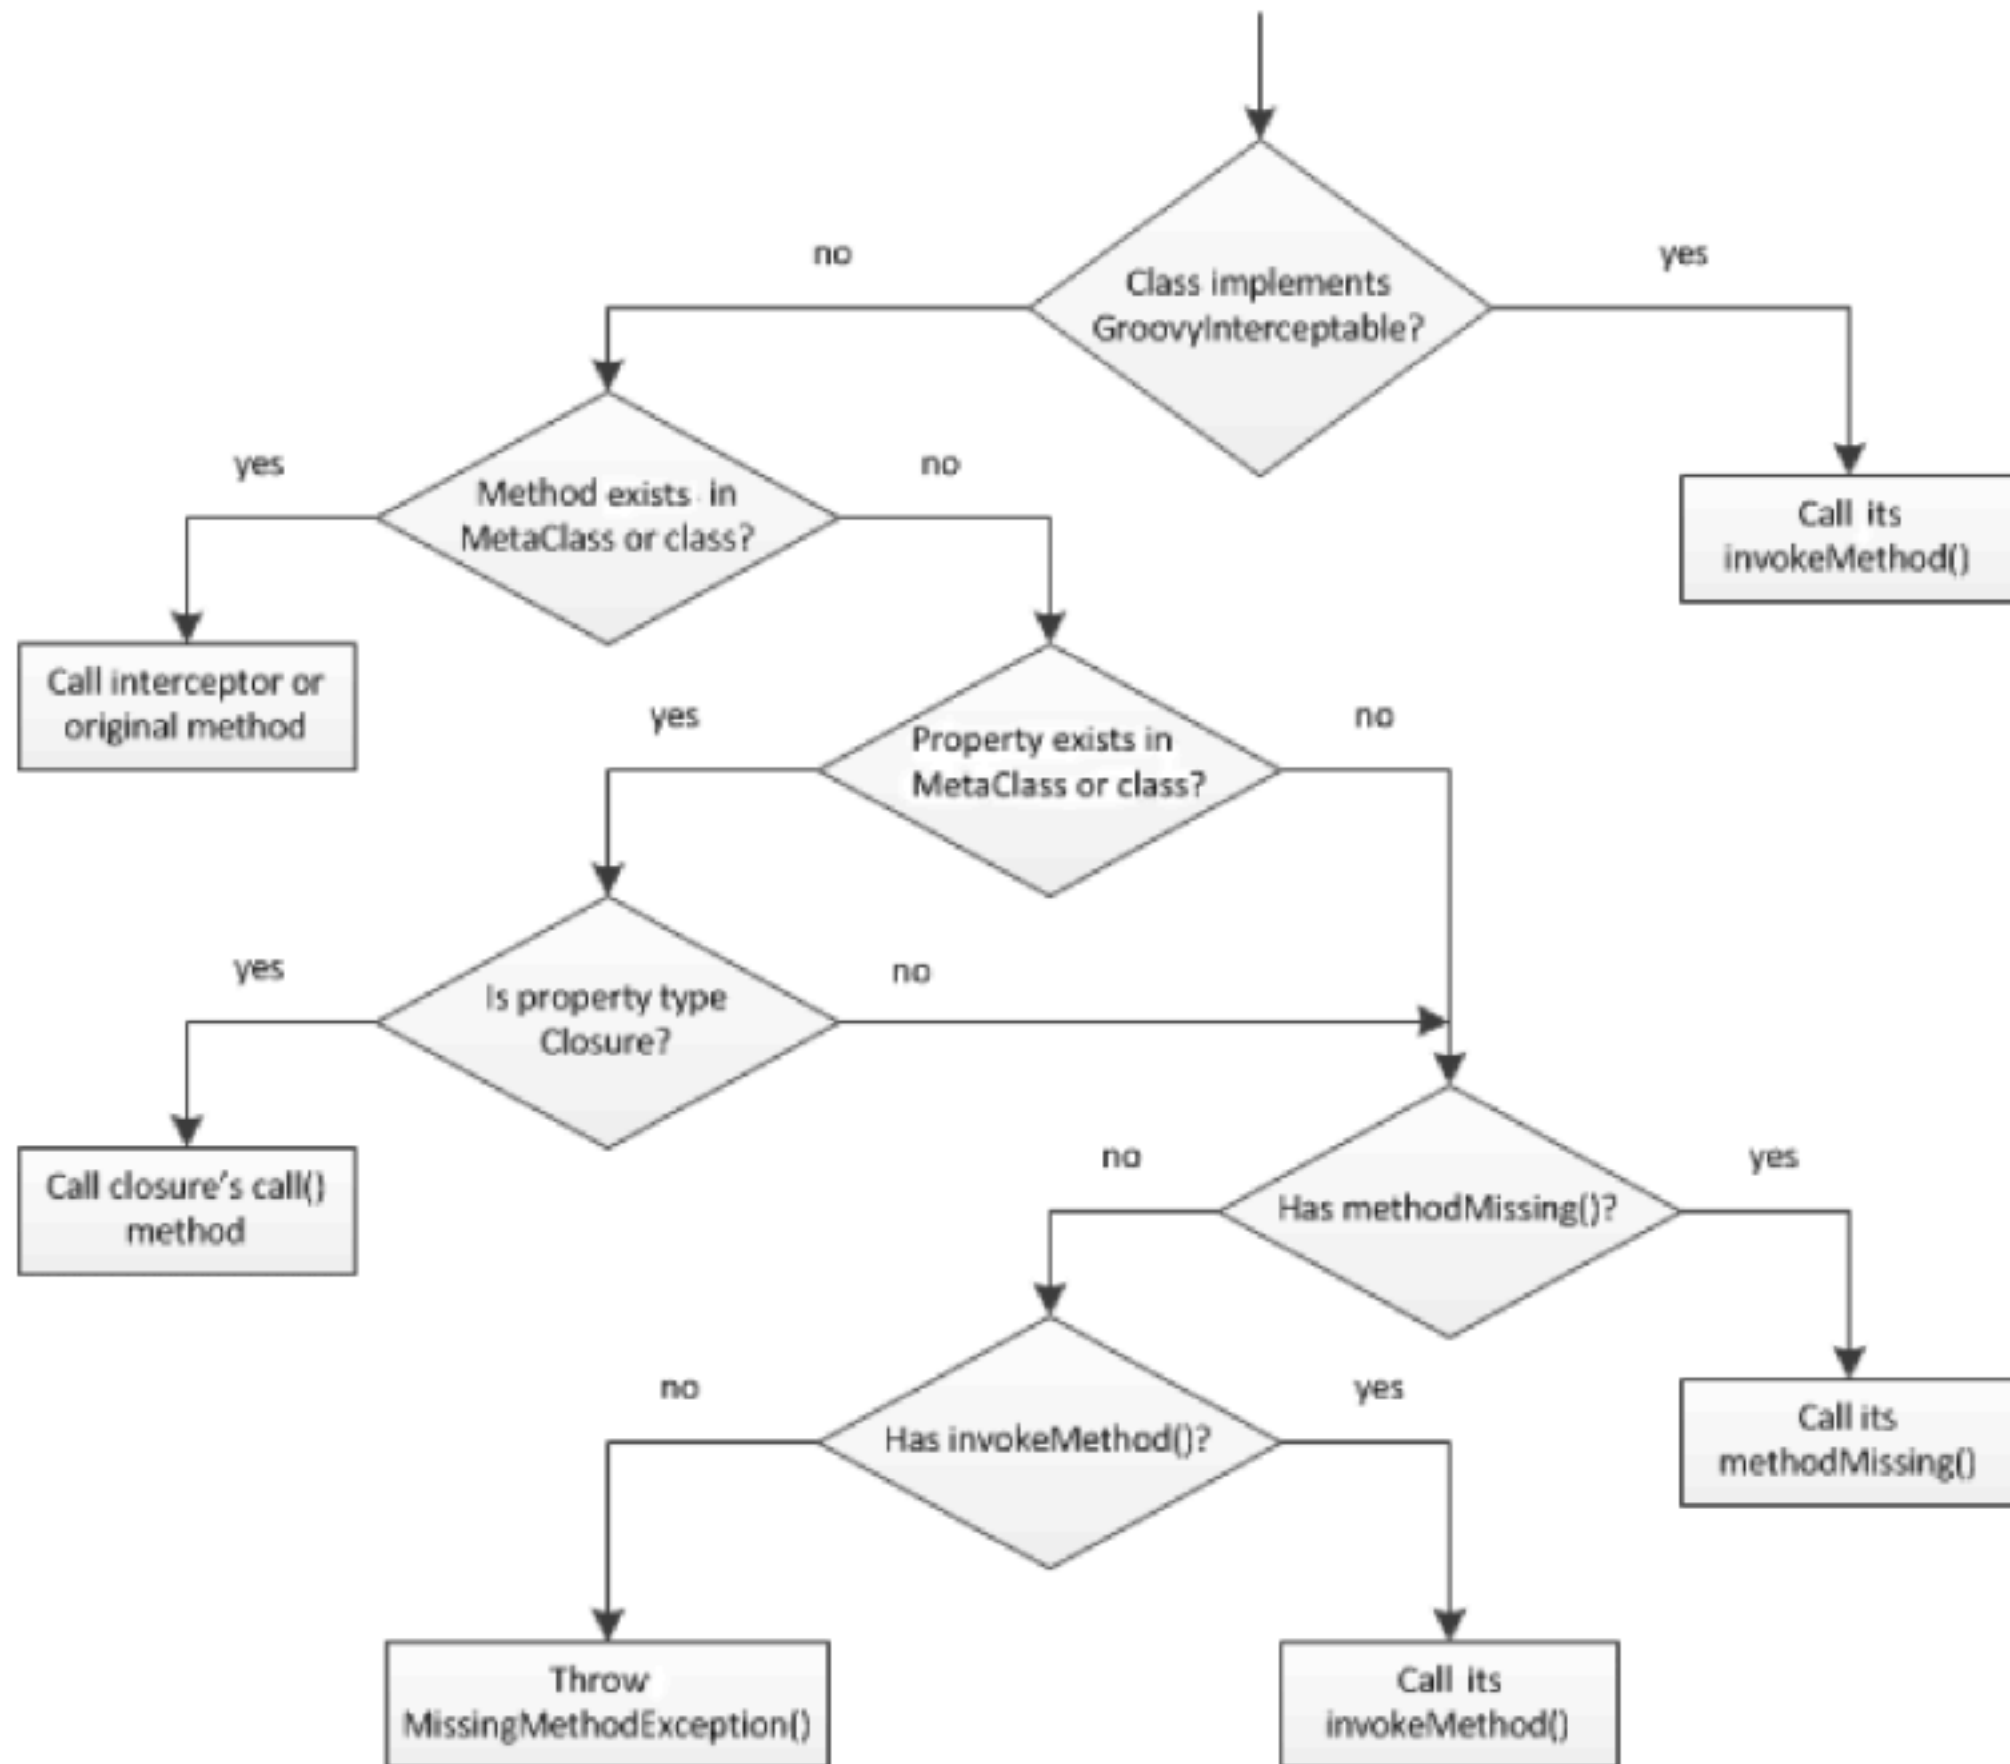 no
yes
Class implements
GroovyInterceptable?
yes
no
Method exists in
MetaClass or class?
Call its
invokeMethod()
Call interceptor or
original method
yes
no
Property exists in
MetaClass or class?
yes
no
Is property type
Closure?
Call closure's call()
method
no
yes
Has methodMissing()?
no
yes
Has invokeMethod()?
Call its
methodMissing()
Throw
MissingMethodException()
Call its
invokeMethod()